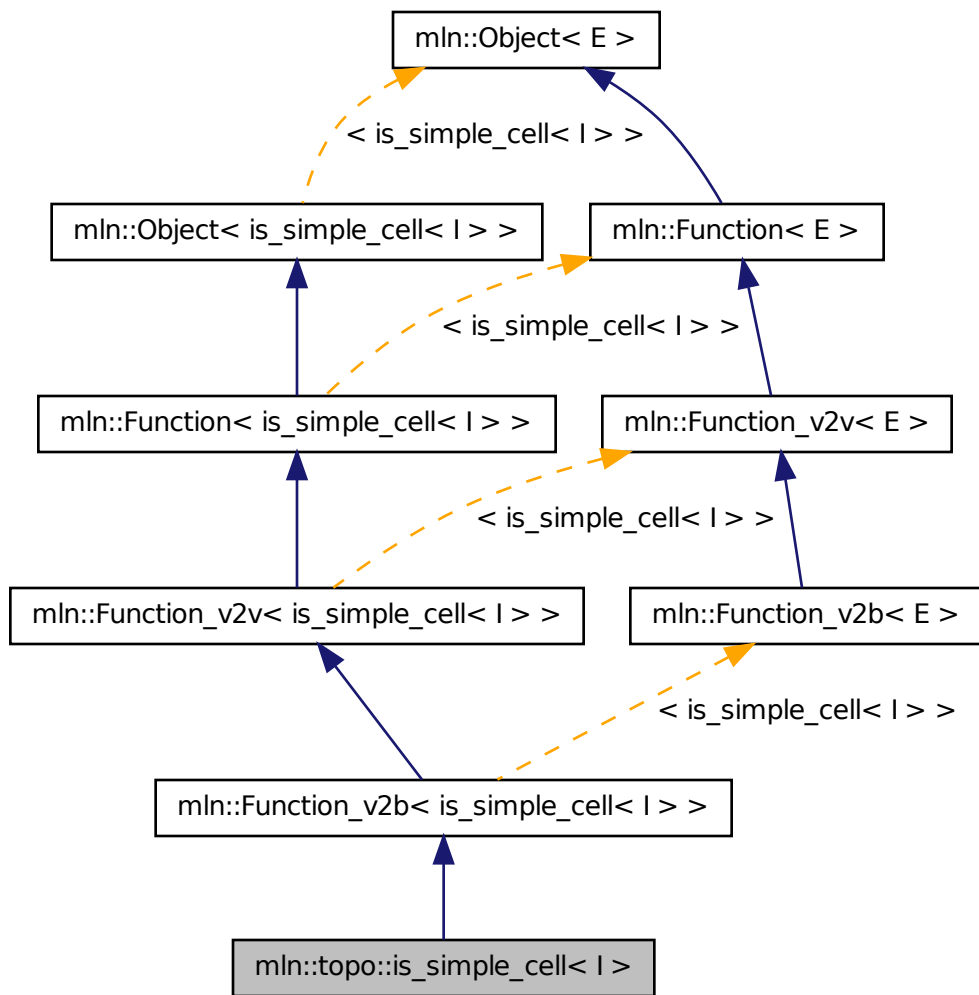 mln::Object< E >
< is_simple_cell< I > >
mln::Object< is_simple_cell< I > >
mln::Function< E >
< is_simple_cell< I > >
mln::Function< is_simple_cell< I > >
mln::Function_v2v< E >
< is_simple_cell< I > >
mln::Function_v2v< is_simple_cell< I > >
mln::Function_v2b< E >
< is_simple_cell< I > >
mln::Function_v2b< is_simple_cell< I > >
mln::topo::is_simple_cell< I >